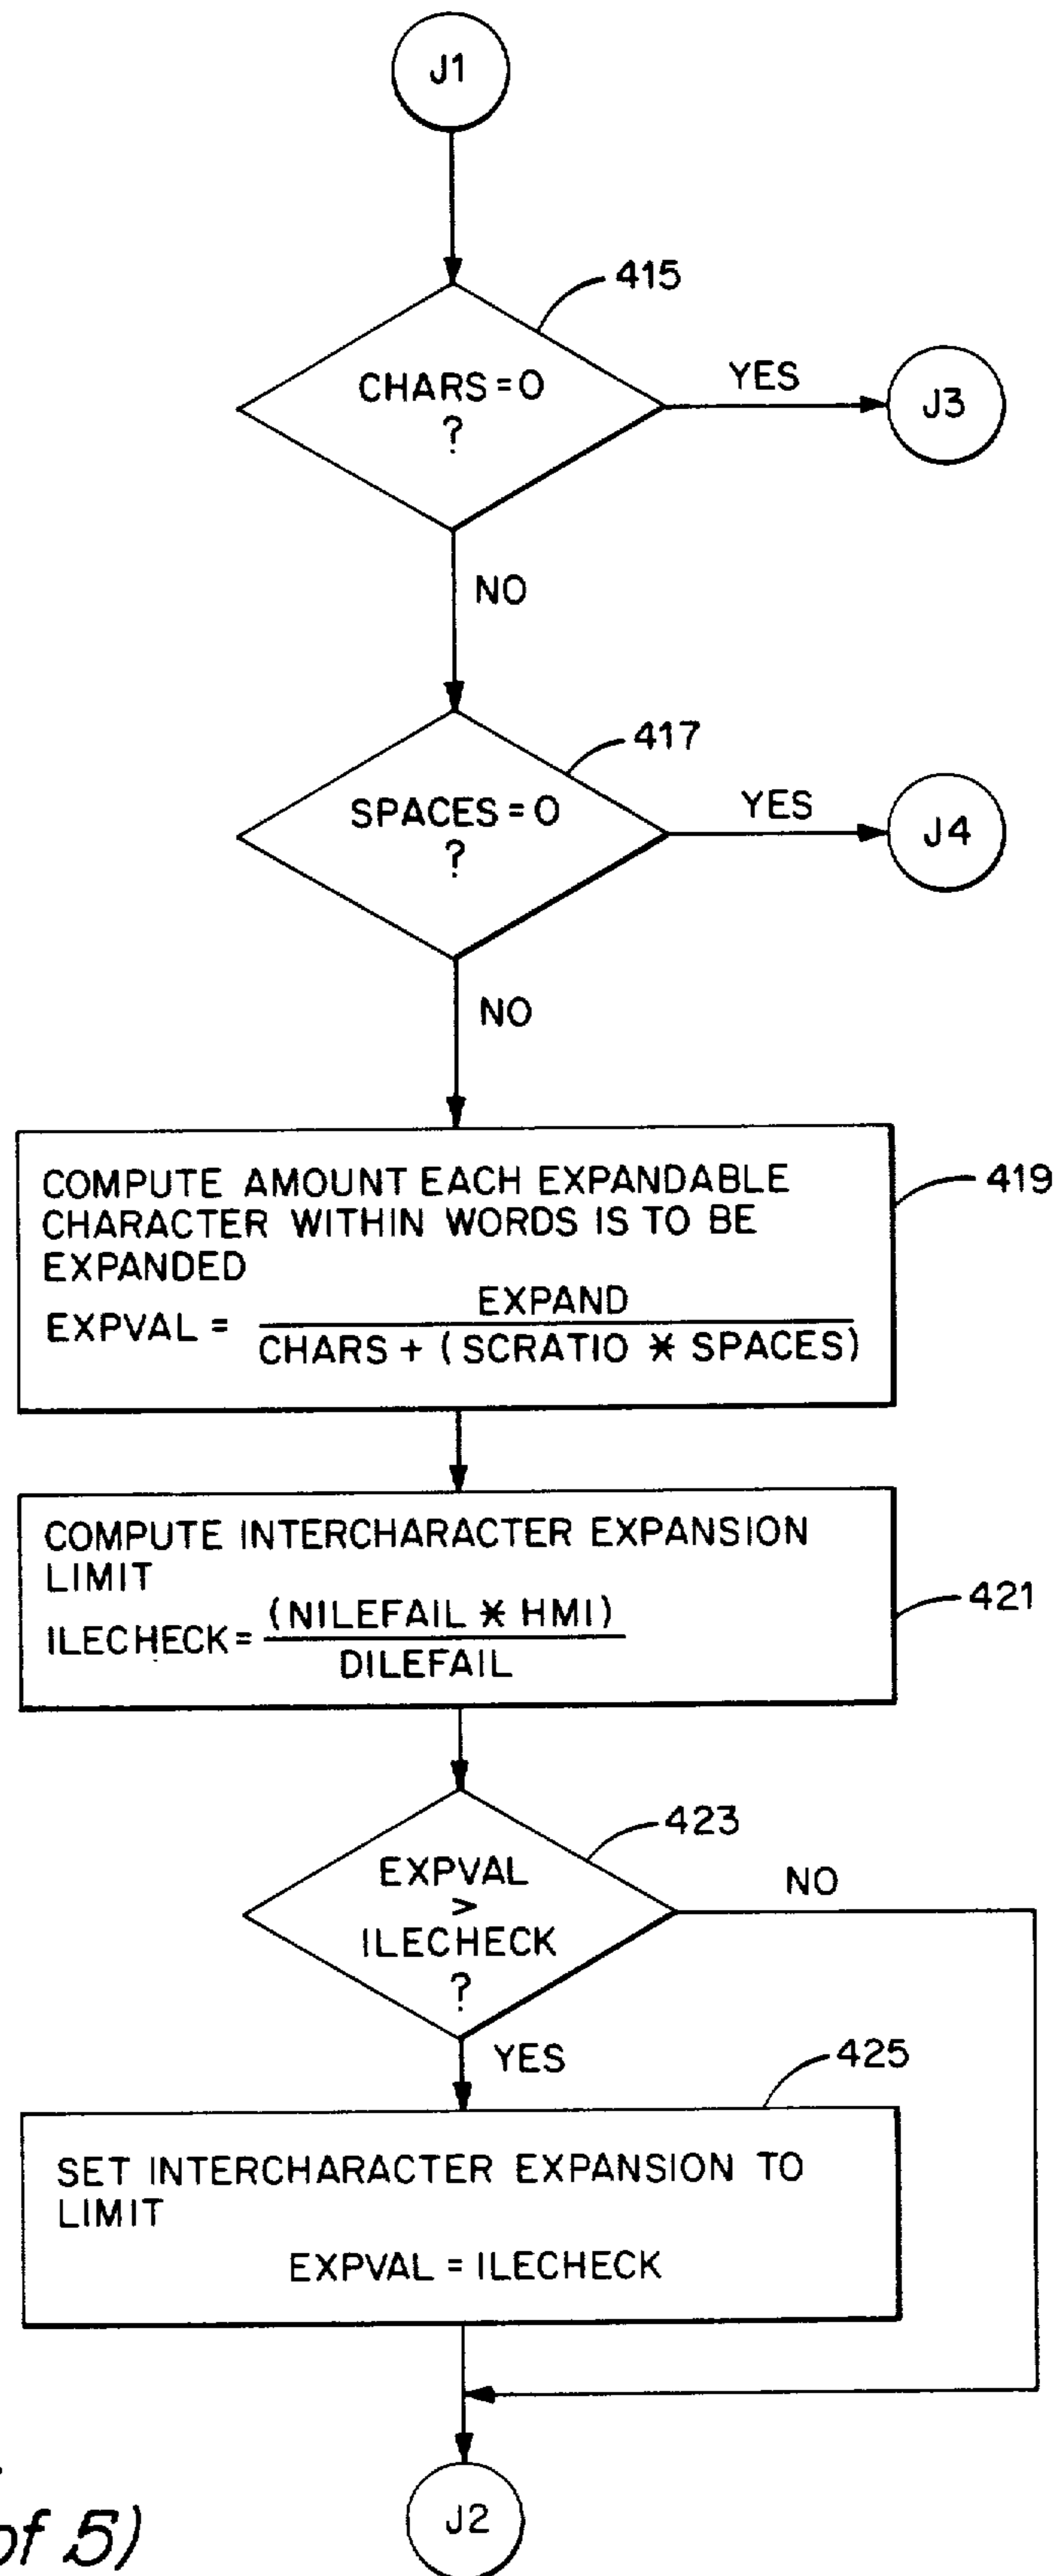 J1
415
CHARS = 0
?
YES
J3
NO
417
SPACES = 0
?
YES
J4
NO
419
COMPUTE AMOUNT EACH EXPANDABLE
CHARACTER WITHIN WORDS IS TO BE
EXPANDED
EXPAND
EXPVAL =
CHARS + (SCRATIO * SPACES)
COMPUTE INTERCHARACTER EXPANSION
LIMIT
421
(NILEFAIL * HMI)
ILECHECK =
DILEFAIL
423
EXPVAL
>
ILECHECK
?
NO
YES
425
SET INTERCHARACTER EXPANSION TO
LIMIT
EXPVAL = ILECHECK
J2
of 5)